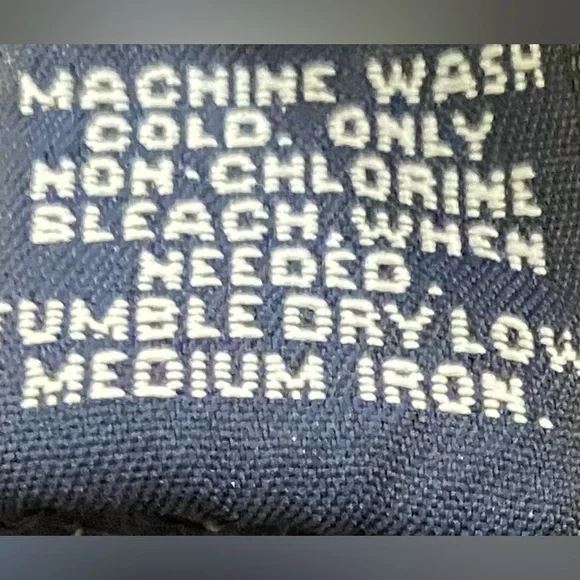 MACHINE WASH
COLD. ONLY
NON-CHLORINE
BLEACH, WHEN
NEEDED.
TUMBLE DRY LOW
MEDIUM IRON.